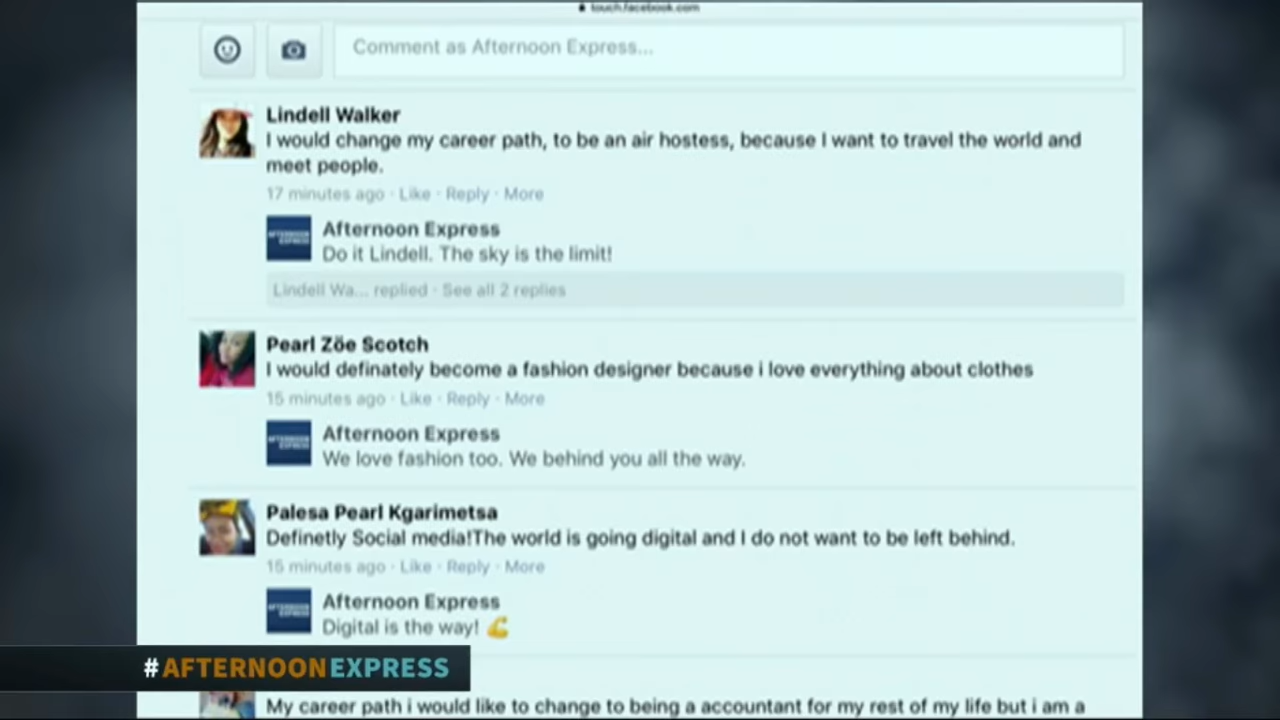 touch.facebook.com
Comment as Afternoon Express...
Lindell Walker
I would change my career path, to be an air hostess, because I want to travel the world and
meet people.
17 minutes ago · Like · Reply · More
Afternoon Express
Do it Lindell. The sky is the limit!
Lindell Wa... replied · See all 2 replies
Pearl Zöe Scotch
I would definately become a fashion designer because i love everything about clothes
15 minutes ago · Like · Reply · More
AFTERNOON
EXPRESS
Afternoon Express
We love fashion too. We behind you all the way.
Palesa Pearl Kgarimetsa
Definetly Social media!The world is going digital and I do not want to be left behind.
15 minutes ago · Like · Reply · More
AFTERNOON
EXPRESS
Afternoon Express
Digital is the way! 💪
#AFTERNOONEXPRESS
My career path i would like to change to being a accountant for my rest of my life but i am a